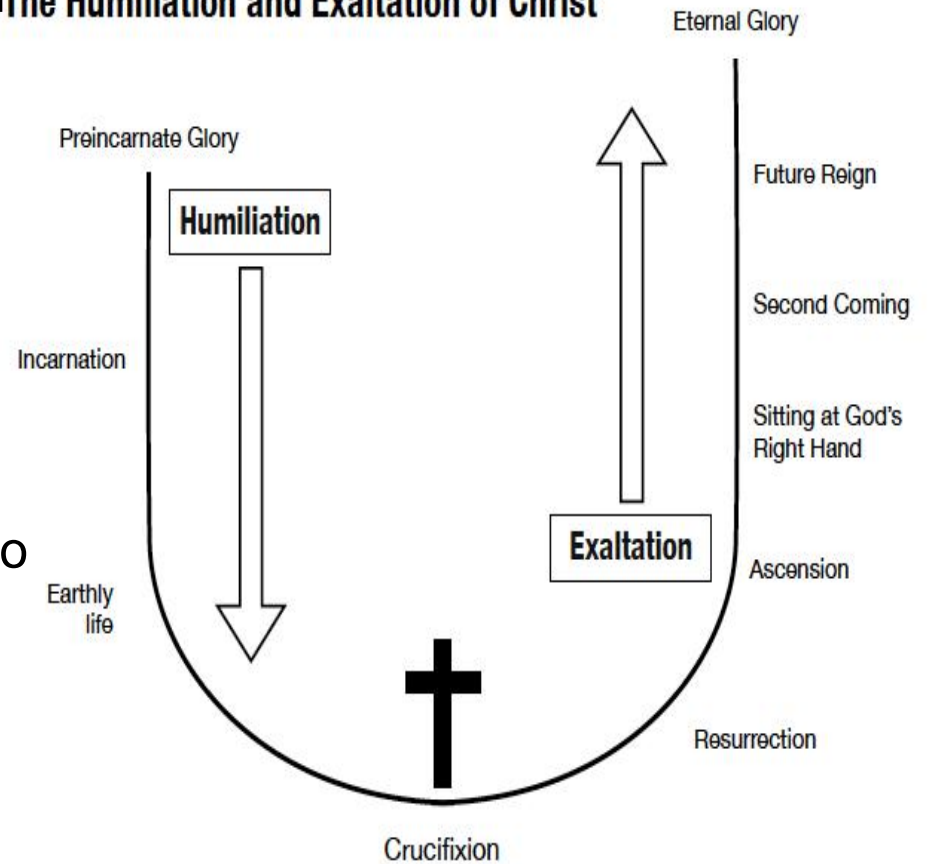 The Humiliation and Exaltation of Christ
Eternal Glory
Preincarnate Glory
Humiliation
Incarnation
Earthly
life
Crucifixion
Resurrection
Ascension
Exaltation
Sitting at God's
Right Hand
Second Coming
Future Reign
o